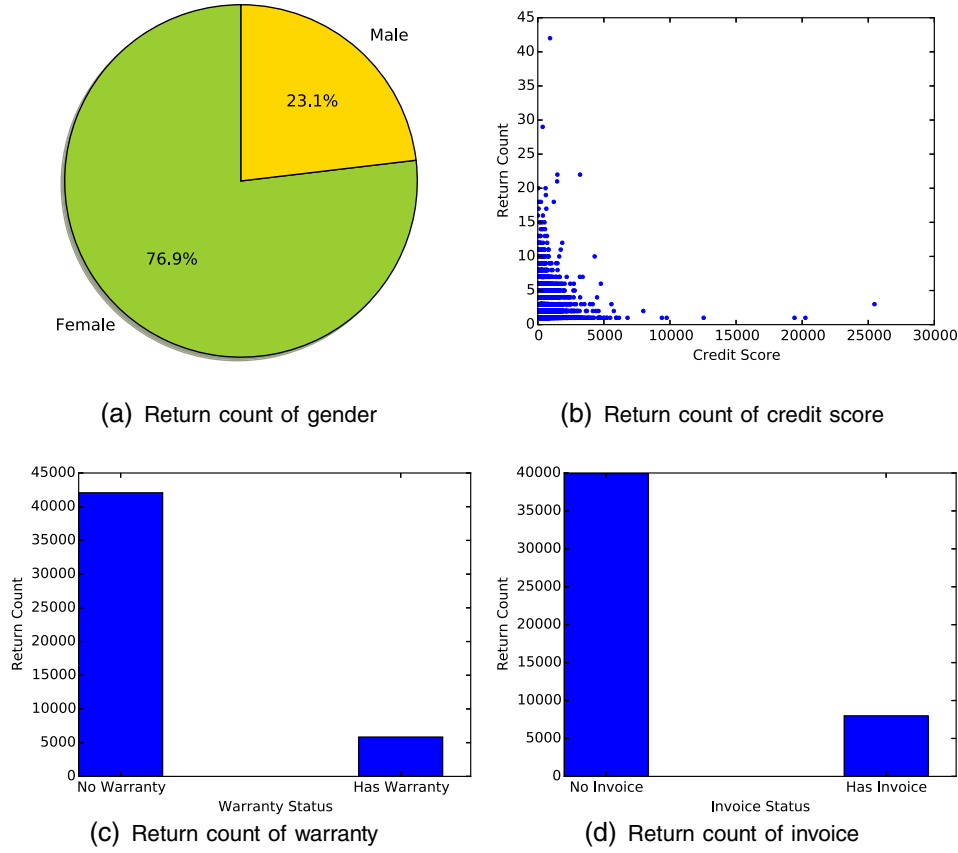 Male
23.1%
76.9%
Female
(a) Return count of gender
45
40
35
30
25
20
15
10
5
0
Return Count
0 5000 10000 15000 20000 25000 30000
Credit Score
(b) Return count of credit score
45000
40000
35000
30000
25000
20000
15000
10000
5000
0
Return Count
No Warranty Has Warranty
Warranty Status
(c) Return count of warranty
40000
35000
30000
25000
20000
15000
10000
5000
0
Return Count
No Invoice Has Invoice
Invoice Status
(d) Return count of invoice